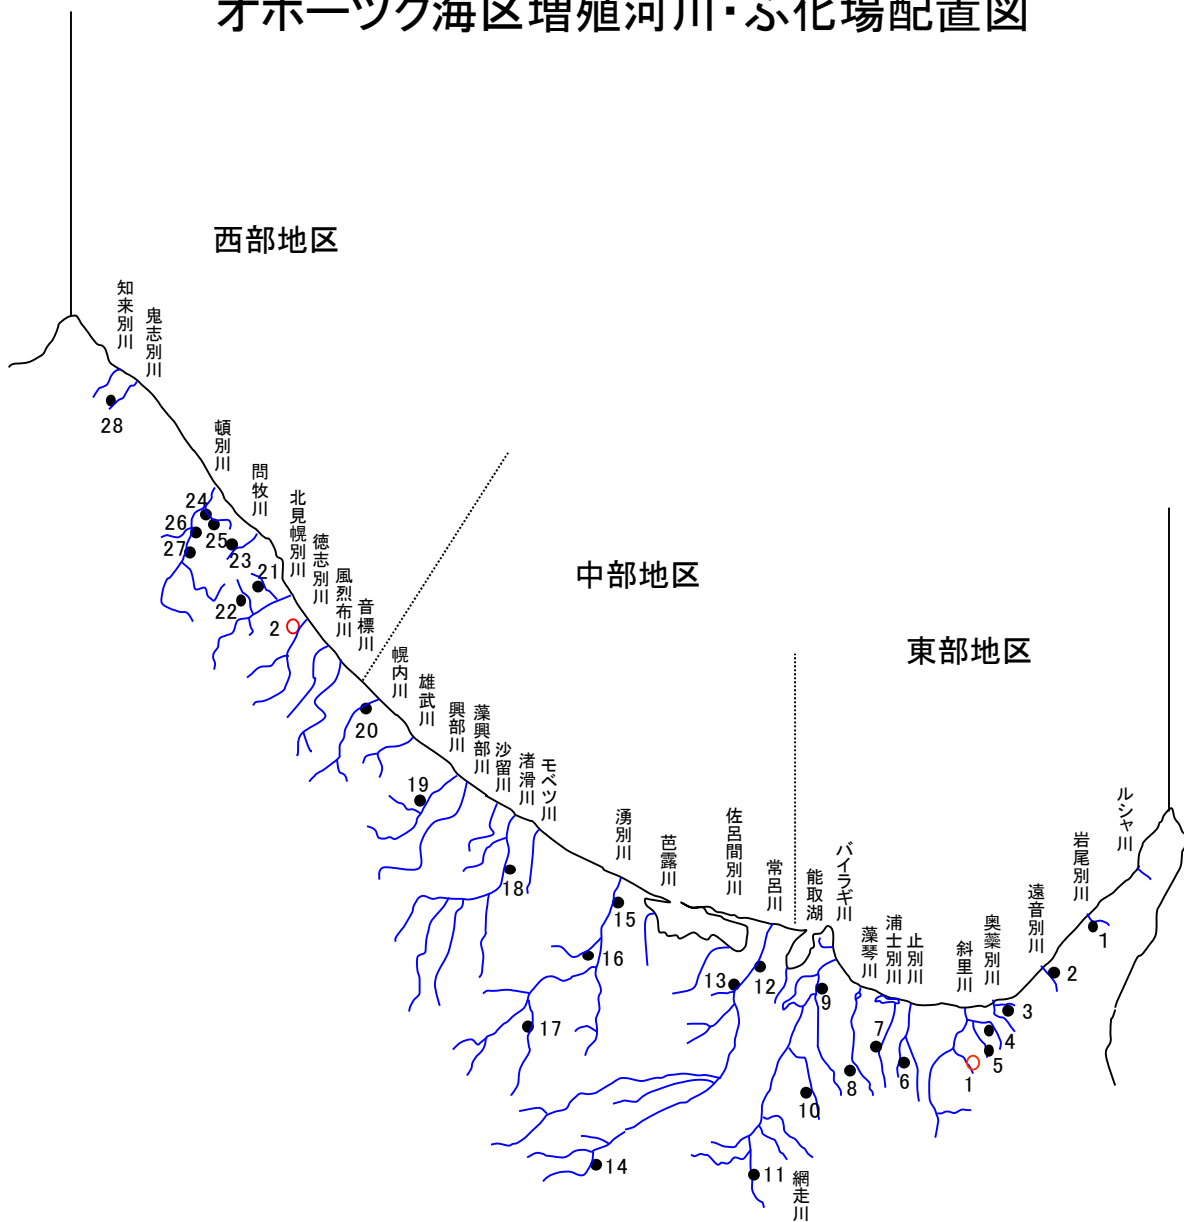 オホーツク海区増殖河川・ふ化場配置図
西部地区
知来別川
鬼志別川
28
頓別川
問牧川
北見幌別川
徳志別川
風烈布川
音標川
24
26
25
27
23
21
22
2
中部地区
幌内川
雄武川
興部川
藻興部川
沙留川
渚滑川
モベツ川
湧別川
芭露川
佐呂間別川
常呂川
20
19
18
15
16
17
13
12
14
東部地区
能取湖
バイラギ川
藻琴川
浦士別川
止別川
斜里川
奥蘂別川
遠音別川
岩尾別川
ルシャ川
1
2
3
4
5
1
6
7
8
9
10
11
網走川